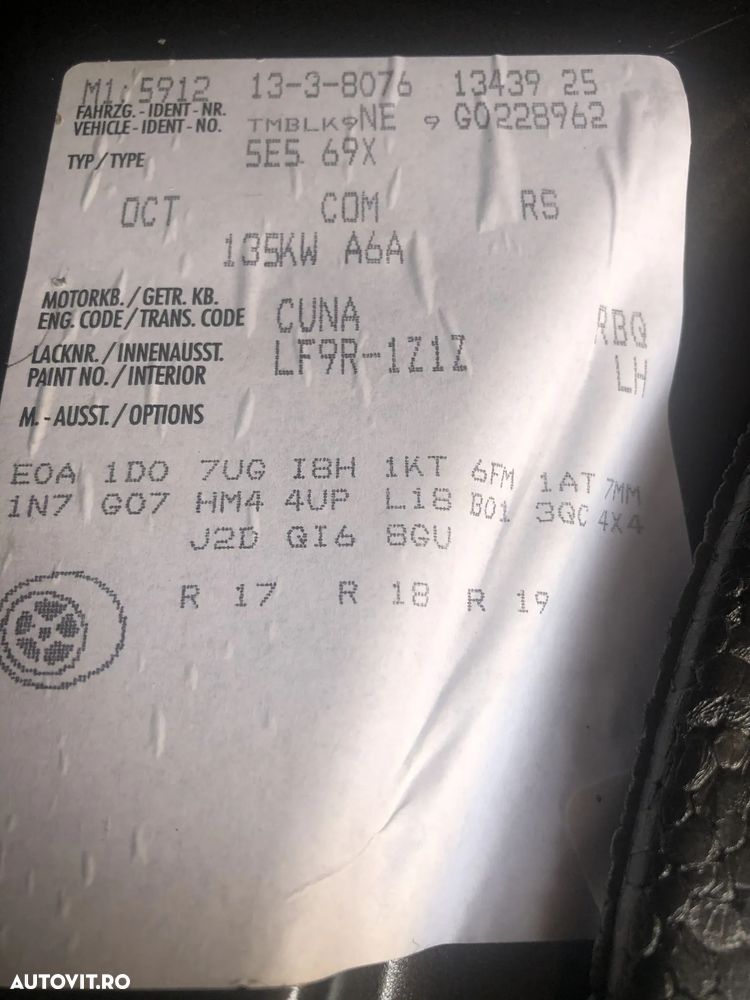 M1. 5912 13-3-8076 13439 25
FAHRZG.-IDENT-NR.
VEHICLE-IDENT-NO. TMBLK9NE 9 G0228962
TYP/TYPE 5E5 69X
OCT COM RS
135KW A6A
MOTORKB./GETR. KB.
ENG. CODE/TRANS. CODE CUNA RBQ
LACKNR./INNENAUSST.
PAINT NO./INTERIOR LF9R-1Z1Z LH
M.-AUSST./OPTIONS
E0A 1D0 7UG I8H 1KT 6FM 1AT 7MM
1N7 G07 HM4 4UP Li8 B01 3QC 4X4
J2D QI6 8GU
R 17 R 18 R 19
AUTOVIT.RO